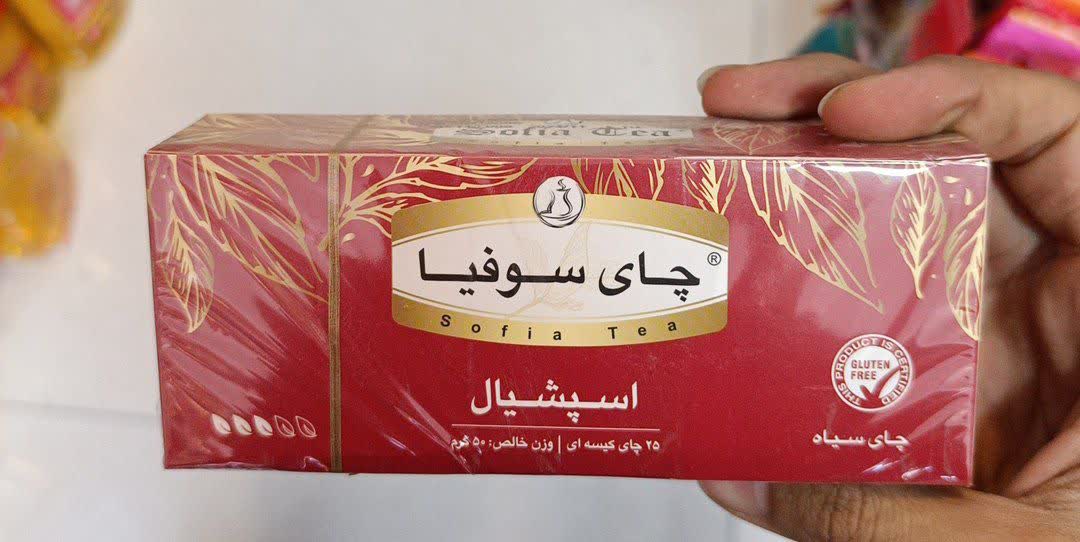 Sofia Tea
چای سوفیا®
Sofia Tea
اسپشیال
۲۵ چای کیسه ای | وزن خالص: ۵۰ گرم
THIS PRODUCT IS CERTIFIED
GLUTEN
FREE
چای سیاه